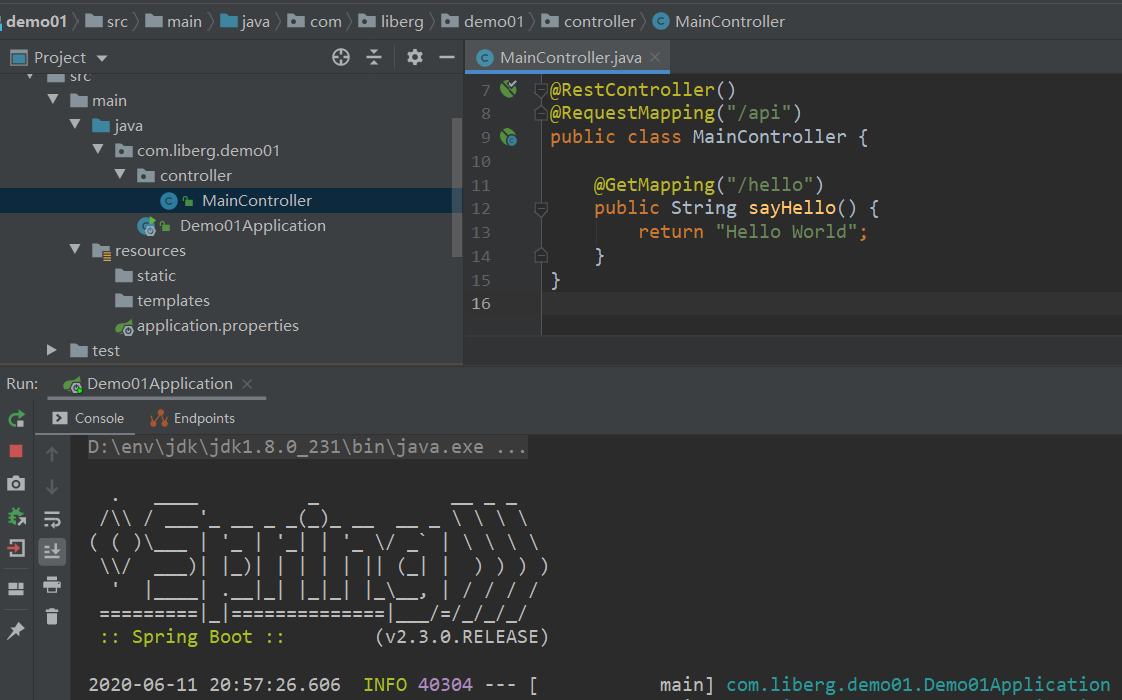 demo01 src main java com liberg demo01 controller MainController
Project
MainController.java
src
main
java
com.liberg.demo01
controller
MainController
Demo01Application
resources
static
templates
application.properties
test
7 @RestController()
8 @RequestMapping("/api")
9 public class MainController {
10
11     @GetMapping("/hello")
12     public String sayHello() {
13         return "Hello World";
14     }
15 }
16
Run: Demo01Application
Console Endpoints
D:\env\jdk\jdk1.8.0_231\bin\java.exe ...
  .   ____          _            __ _ _
 /\\ / ___'_ __ _ _(_)_ __  __ _ \ \ \ \
( ( )\___ | '_ | '_| | '_ \/ _` | \ \ \ \
 \\/  ___)| |_)| | | | | || (_| |  ) ) ) )
  '  |____| .__|_| |_|_| |_\__, | / / / /
 =========|_|==============|___/=/_/_/_/
 :: Spring Boot ::        (v2.3.0.RELEASE)
2020-06-11 20:57:26.606  INFO 40304 --- [           main] com.liberg.demo01.Demo01Application